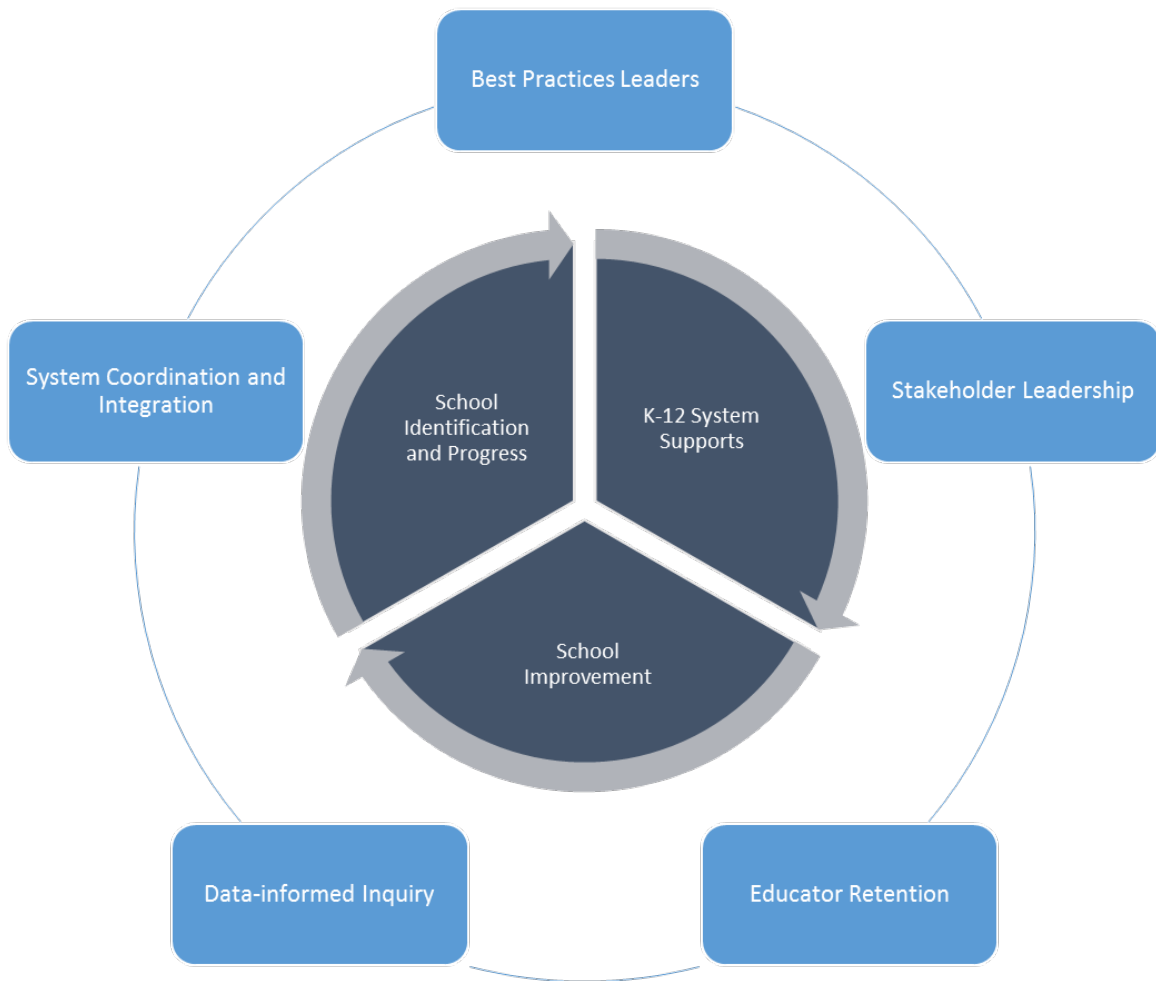 Best Practices Leaders
System Coordination and
Integration
Stakeholder Leadership
School
Identification
and Progress
K-12 System
Supports
School
Improvement
Data-informed Inquiry
Educator Retention